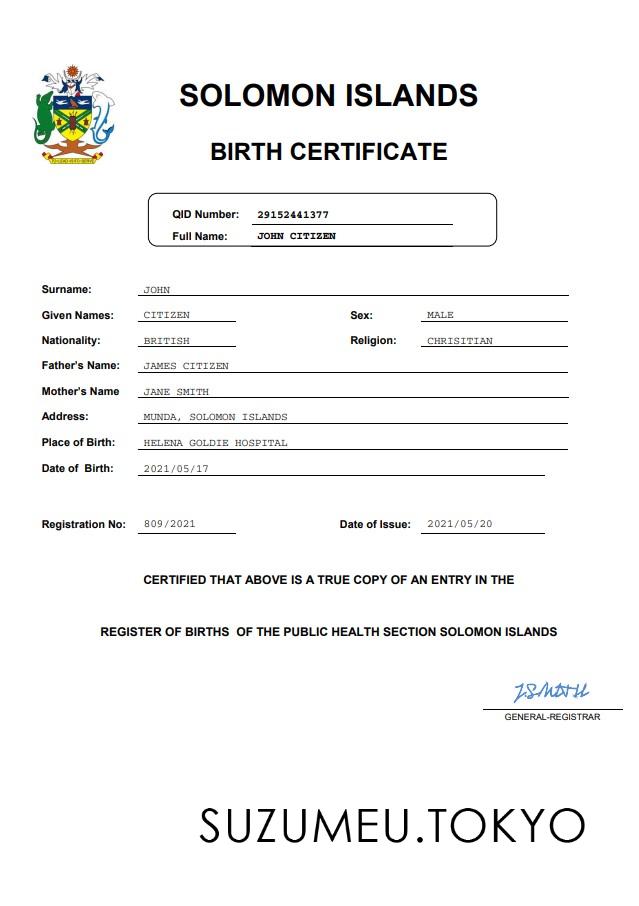 SOLOMON ISLANDS
BIRTH CERTIFICATE
QID Number: 29152441377
Full Name: JOHN CITIZEN
Surname: JOHN
Given Names: CITIZEN Sex: MALE
Nationality: BRITISH Religion: CHRISITIAN
Father's Name: JAMES CITIZEN
Mother's Name JANE SMITH
Address: MUNDA, SOLOMON ISLANDS
Place of Birth: HELENA GOLDIE HOSPITAL
Date of Birth: 2021/05/17
Registration No: 809/2021 Date of Issue: 2021/05/20
CERTIFIED THAT ABOVE IS A TRUE COPY OF AN ENTRY IN THE
REGISTER OF BIRTHS OF THE PUBLIC HEALTH SECTION SOLOMON ISLANDS
J.SMITH
GENERAL-REGISTRAR
SUZUMEU.TOKYO